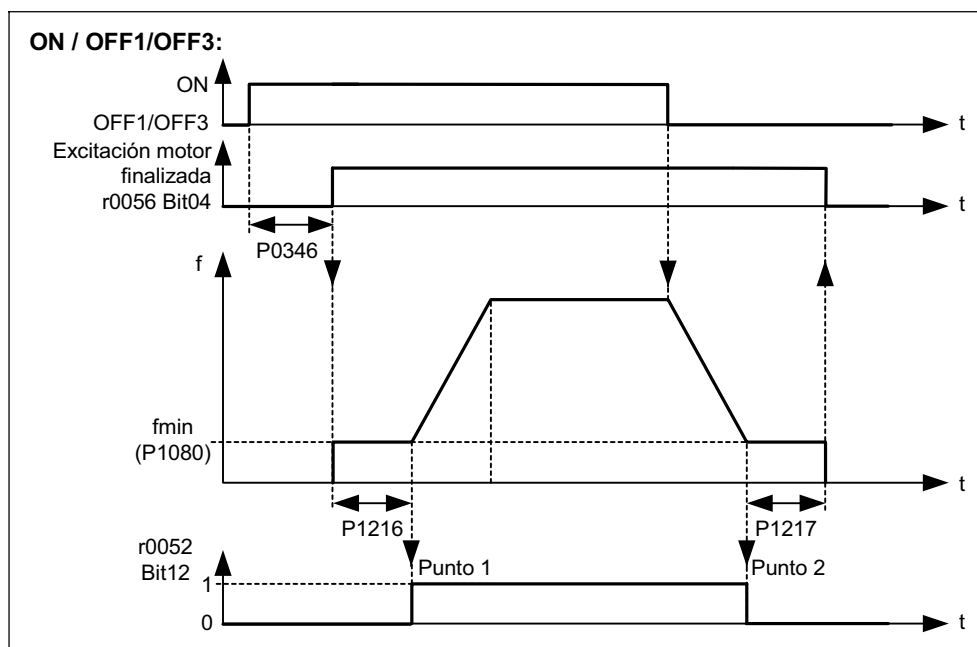 ON / OFF1/OFF3:
ON
OFF1/OFF3
t
Excitación motor
finalizada
r0056 Bit04
t
P0346
f
fmin
(P1080)
t
P1216
P1217
r0052
Bit12
Punto 1
Punto 2
1
0
t